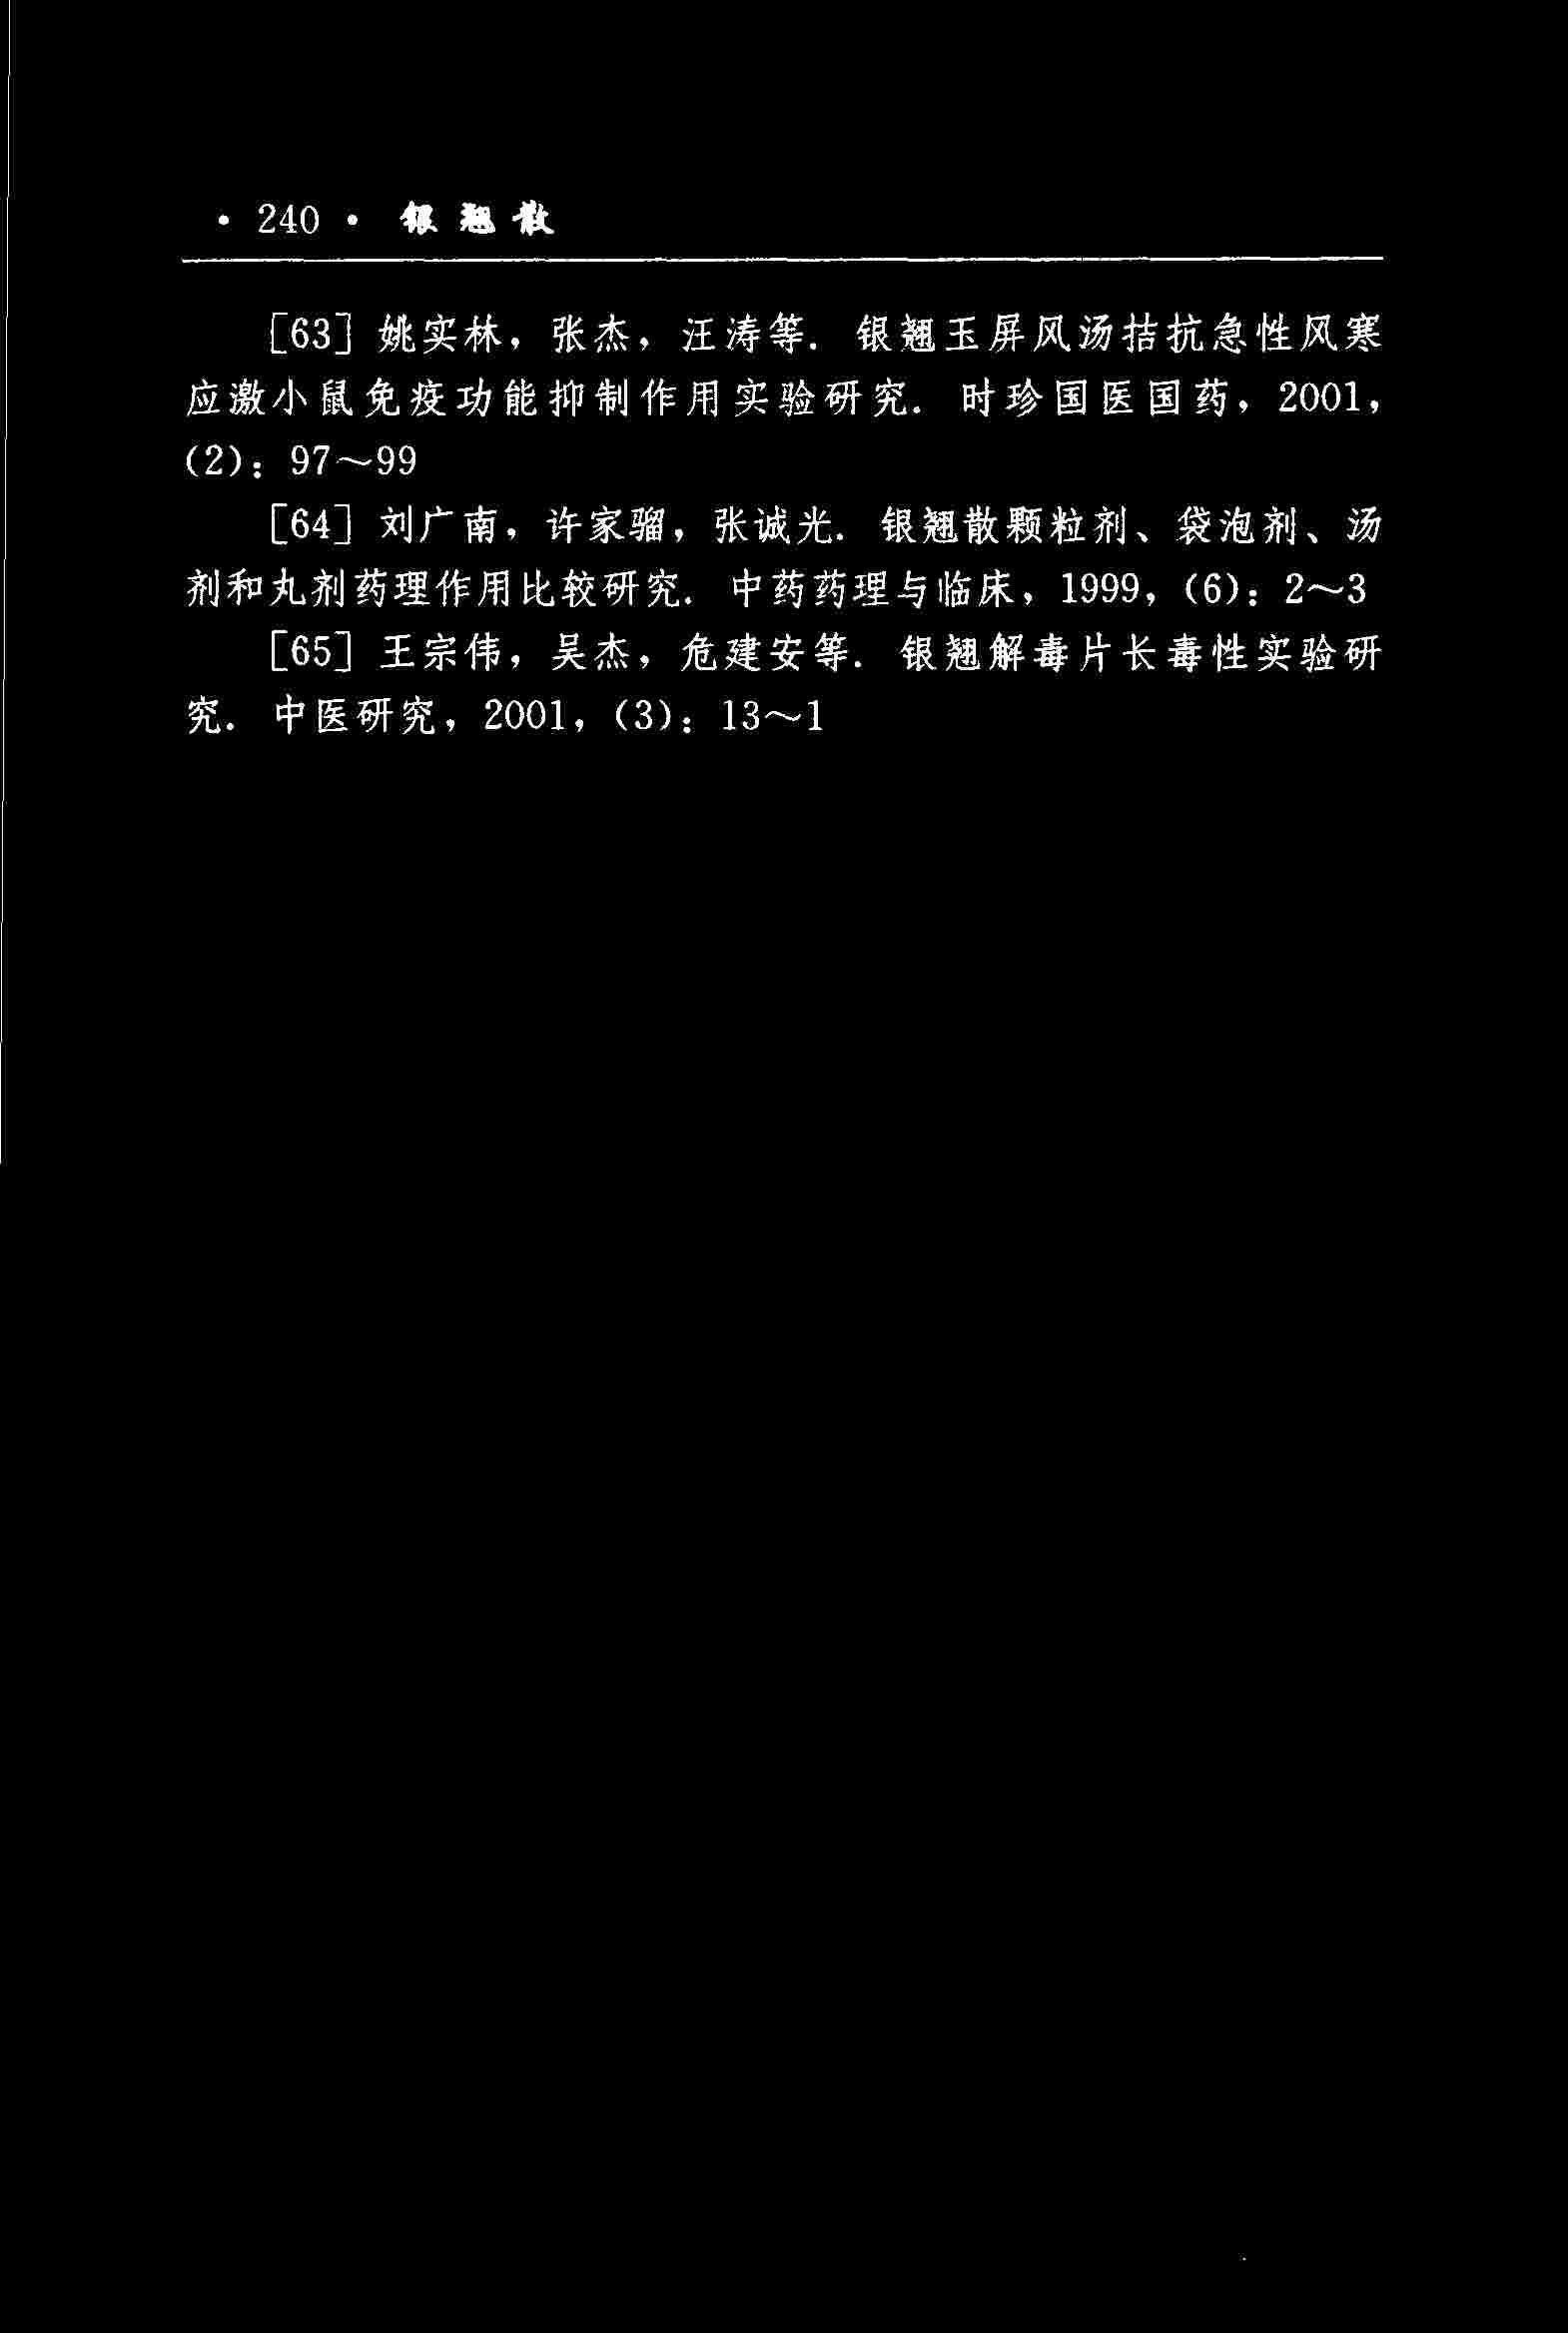 · 240 · 银翘散
[63] 姚实林，张杰，汪涛等． 银翘玉屏风汤拮抗急性风寒
应激小鼠免疫功能抑制作用实验研究． 时珍国医国药，2001，
(2)：97～99
[64] 刘广南，许家骝，张诚光． 银翘散颗粒剂、袋泡剂、汤
剂和丸剂药理作用比较研究． 中药药理与临床，1999，(6)：2～3
[65] 王宗伟，吴杰，危建安等． 银翘解毒片长毒性实验研
究． 中医研究，2001，(3)：13～1